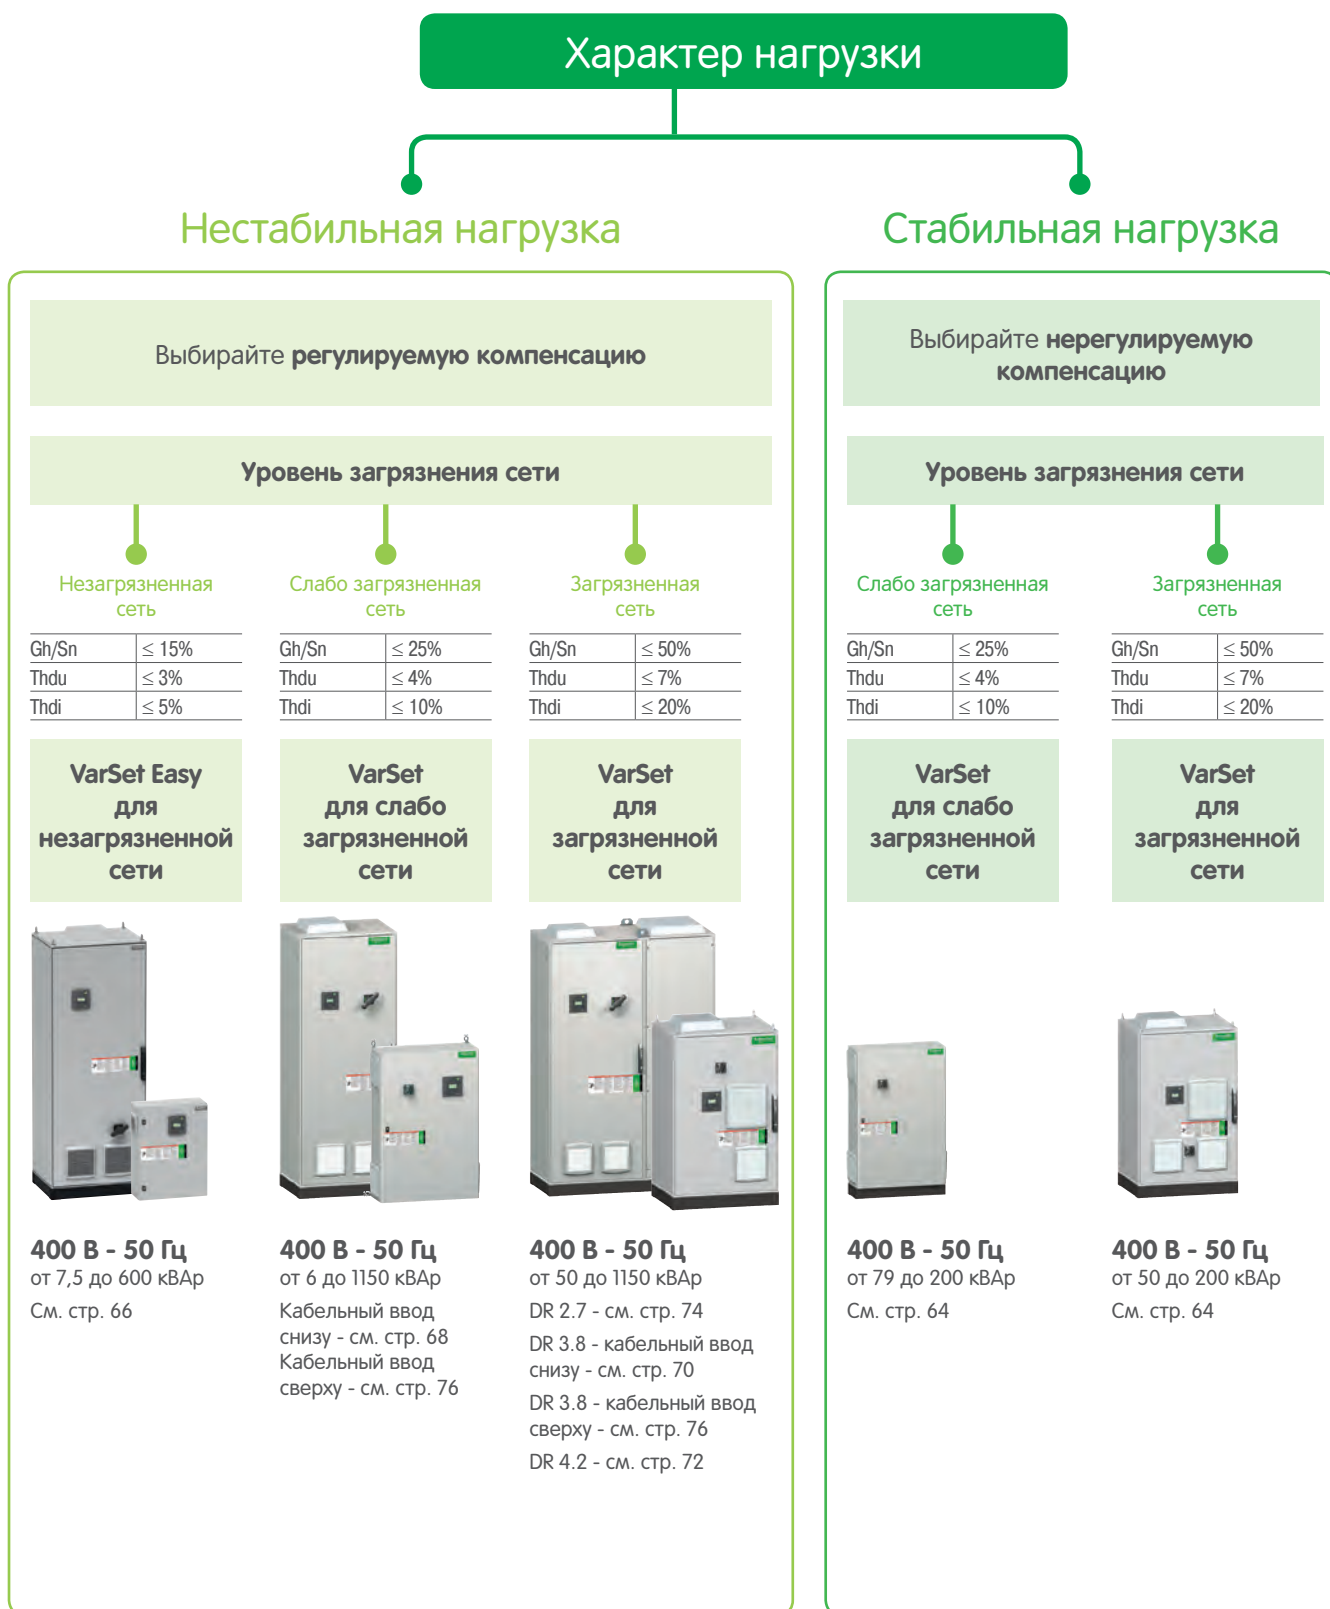 Характер нагрузки
Нестабильная нагрузка
Выбирайте регулируемую компенсацию
Уровень загрязнения сети
Незагрязненная
сеть
Gh/Sn ≤ 15%
Thdu ≤ 3%
Thdi ≤ 5%
VarSet Easy
для
незагрязненной
сети
400 В - 50 Гц
от 7,5 до 600 кВАр
См. стр. 66
Слабо загрязненная
сеть
Gh/Sn ≤ 25%
Thdu ≤ 4%
Thdi ≤ 10%
VarSet
для слабо
загрязненной
сети
400 В - 50 Гц
от 6 до 1150 кВАр
Кабельный ввод
снизу - см. стр. 68
Кабельный ввод
сверху - см. стр. 76
Загрязненная
сеть
Gh/Sn ≤ 50%
Thdu ≤ 7%
Thdi ≤ 20%
VarSet
для
загрязненной
сети
400 В - 50 Гц
от 50 до 1150 кВАр
DR 2.7 - см. стр. 74
DR 3.8 - кабельный ввод
снизу - см. стр. 70
DR 3.8 - кабельный ввод
сверху - см. стр. 76
DR 4.2 - см. стр. 72
Стабильная нагрузка
Выбирайте нерегулируемую
компенсацию
Уровень загрязнения сети
Слабо загрязненная
сеть
Gh/Sn ≤ 25%
Thdu ≤ 4%
Thdi ≤ 10%
VarSet
для слабо
загрязненной
сети
400 В - 50 Гц
от 79 до 200 кВАр
См. стр. 64
Загрязненная
сеть
Gh/Sn ≤ 50%
Thdu ≤ 7%
Thdi ≤ 20%
VarSet
для
загрязненной
сети
400 В - 50 Гц
от 50 до 200 кВАр
См. стр. 64